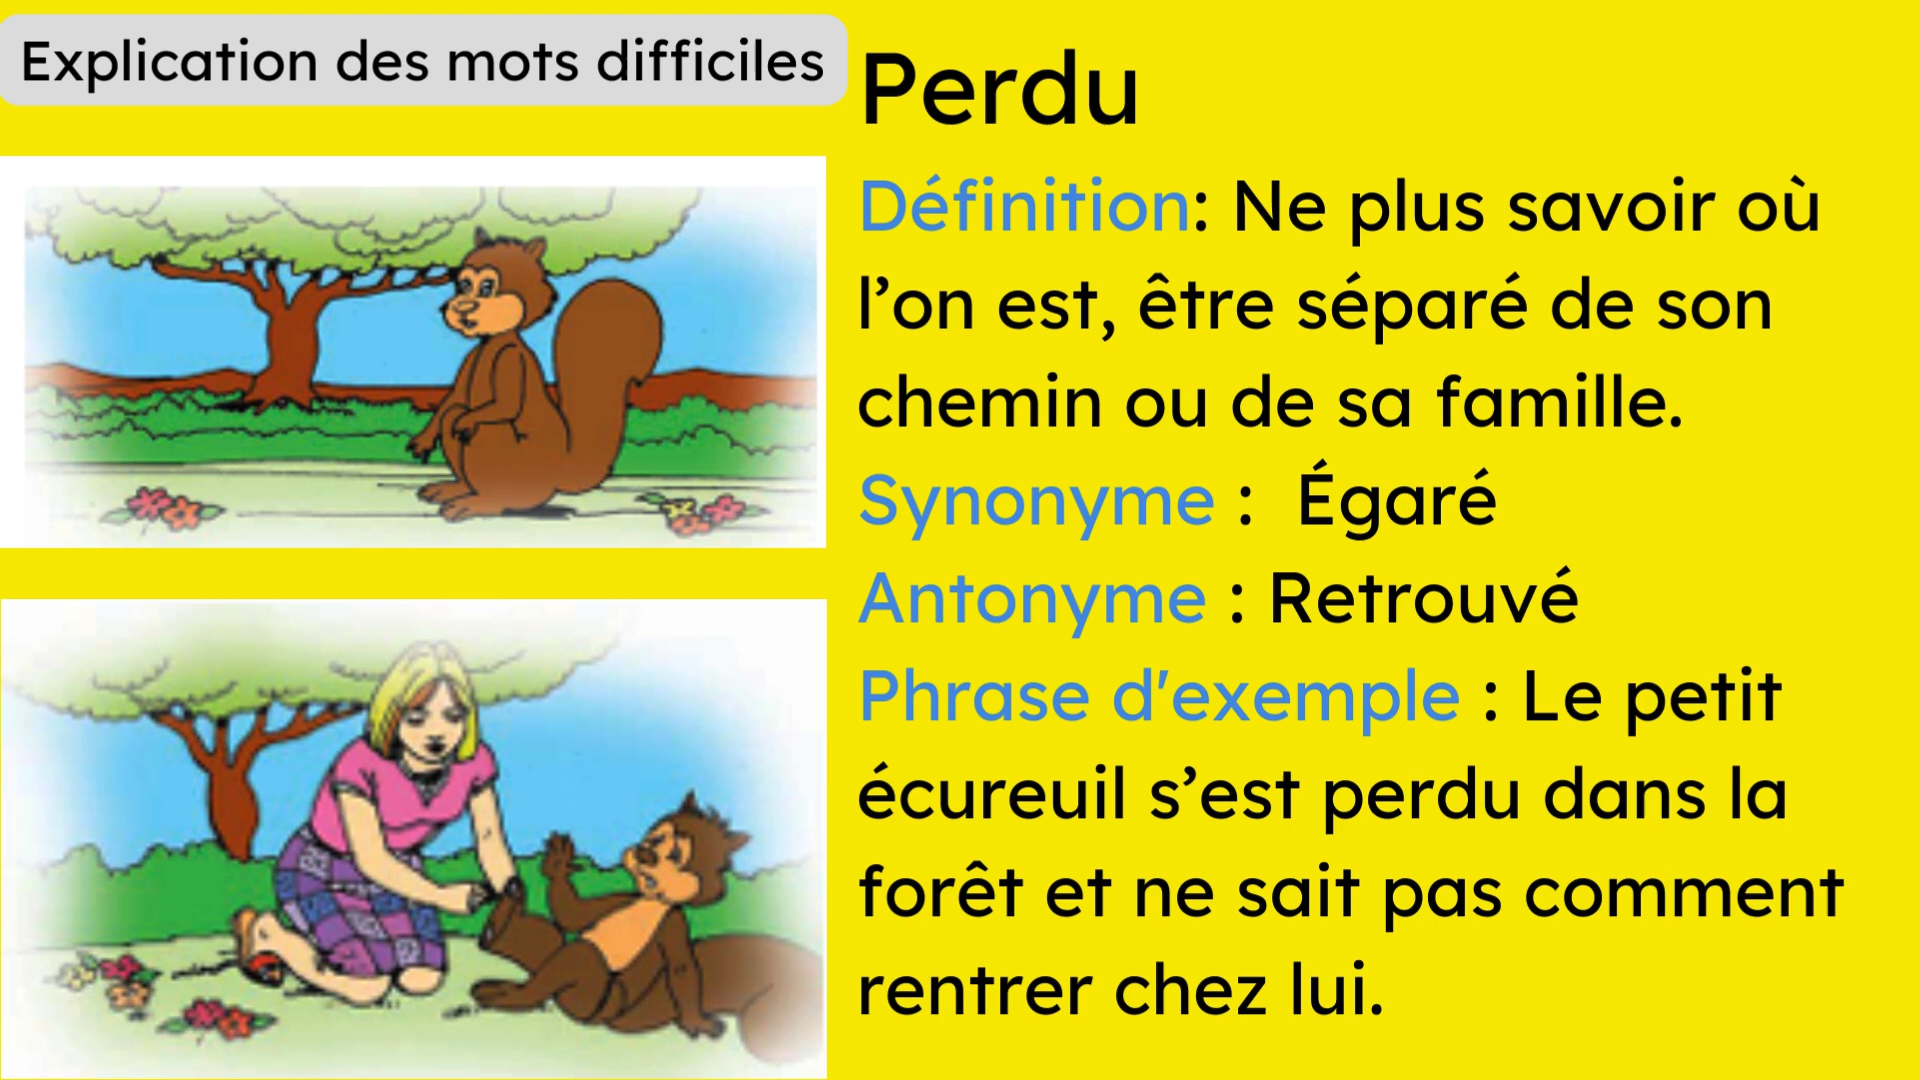 Explication des mots difficiles
Perdu
Définition: Ne plus savoir où
l’on est, être séparé de son
chemin ou de sa famille.
Synonyme :  Égaré
Antonyme : Retrouvé
Phrase d'exemple : Le petit
écureuil s’est perdu dans la
forêt et ne sait pas comment
rentrer chez lui.